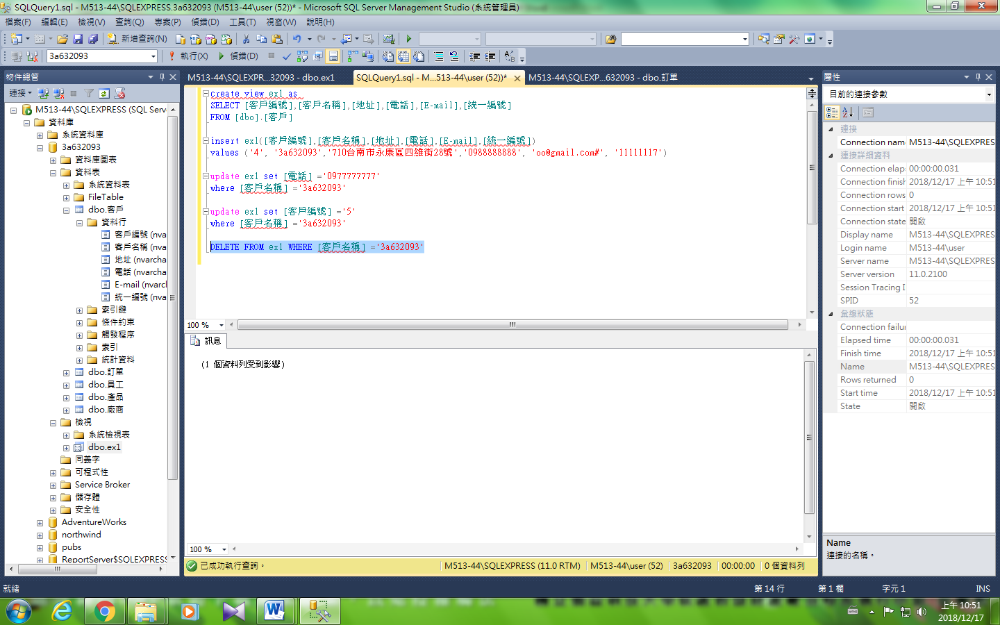 SQLQuery1.sql - M513-44\SQLEXPRESS.3a632093 (M513-44\user (52))* - Microsoft SQL Server Management Studio (系統管理員)
檔案(F) 編輯(E) 檢視(V) 查詢(Q) 專案(P) 偵錯(D) 工具(T) 視窗(W) 說明(H)
新增查詢(N)
3a632093 執行(X) 偵錯(D)
物件總管
連接
M513-44\SQLEXPRESS (SQL Serv
資料庫
系統資料庫
3a632093
資料庫圖表
資料表
系統資料表
FileTable
dbo.客戶
資料行
客戶編號 (nva
客戶名稱 (nva
地址 (nvarcha
電話 (nvarcha
E-mail (nvarcl
統一編號 (nva
索引鍵
條件約束
觸發程序
索引
統計資料
dbo.訂單
dbo.員工
dbo.產品
dbo.廠商
檢視
系統檢視表
dbo.ex1
同義字
可程式性
Service Broker
儲存體
安全性
AdventureWorks
northwind
pubs
ReportServer$SQLEXPRESS
M513-44\SQLEXPR...32093 - dbo.ex1 SQLQuery1.sql - M...513-44\user (52))* M513-44\SQLEXP...632093 - dbo.訂單
create view ex1 as
SELECT [客戶編號],[客戶名稱],[地址],[電話],[E-mail],[統一編號]
FROM [dbo].[客戶]
insert ex1([客戶編號],[客戶名稱],[地址],[電話],[E-mail],[統一編號])
values ('4', '3a632093','710台南市永康區四維街28號','0988888888', 'oo@gmail.com#', '11111117')
update ex1 set [電話] ='0977777777'
where [客戶名稱] ='3a632093'
update ex1 set [客戶編號] ='5'
where [客戶名稱] ='3a632093'
DELETE FROM ex1 WHERE [客戶名稱] ='3a632093'
100 %
訊息
(1 個資料列受到影響)
100 %
已成功執行查詢。 M513-44\SQLEXPRESS (11.0 RTM) M513-44\user (52) 3a632093 00:00:00 0 個資料列
屬性
目前的連接參數
連接
Connection name M513-44\SQLEXPRES
連接詳細資料
Connection elap 00:00:00.031
Connection finish 2018/12/17 上午 10:51
Connection rows 0
Connection start 2018/12/17 上午 10:51
Connection state 開啟
Display name M513-44\SQLEXPRES
Login name M513-44\user
Server name M513-44\SQLEXPRES
Server version 11.0.2100
Session Tracing I
SPID 52
彙總狀態
Connection failur
Elapsed time 00:00:00.031
Finish time 2018/12/17 上午 10:51
Name M513-44\SQLEXPRES
Rows returned 0
Start time 2018/12/17 上午 10:51
State 開啟
Name
連接的名稱。
就緒 第 14 行 第 1 欄 字元 1 INS
上午 10:51
2018/12/17